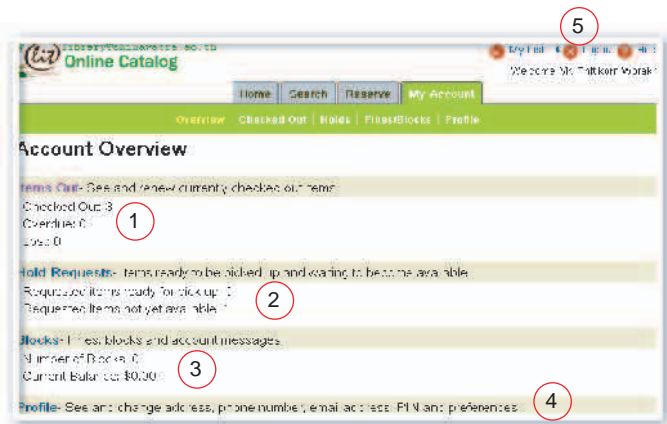 5
Online Catalog
Home Search Reserve My Account
Overview Checked Out | Holds | Fines/Blocks | Profile
Account Overview
Items Out- See and renew currently checked out items
Checked Out: 3
Overdue: 0
Lost: 0
1
Hold Requests- Items ready to be picked up and waiting to become available
Requested items ready for pick up:
Requested items not yet available:
2
Blocks- Fines, blocks and account messages
Number of Blocks: 0
Current Balance: $0.00
3
Profile- See and change address, phone number, email address, PIN and preferences
4